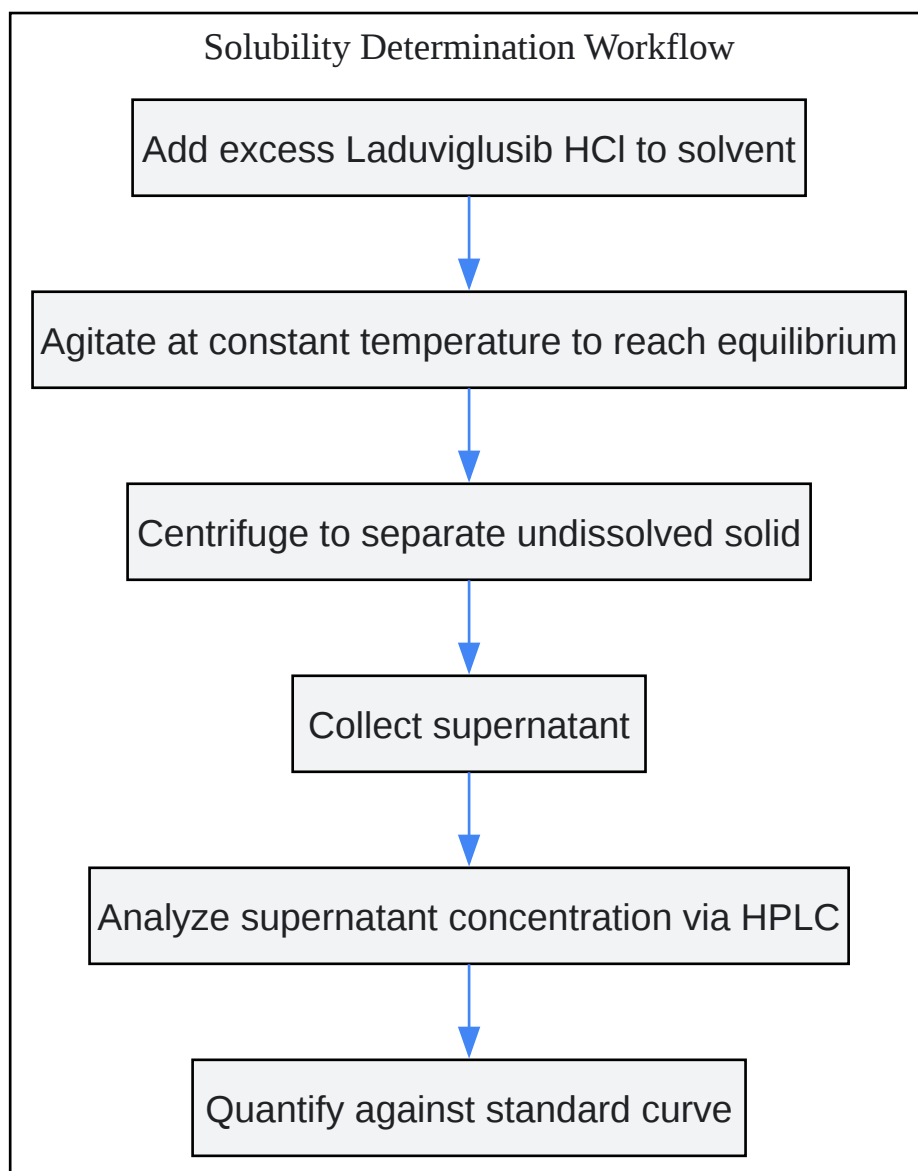 Solubility Determination Workflow
Add excess Laduviglusib HCl to solvent
Agitate at constant temperature to reach equilibrium
Centrifuge to separate undissolved solid
Collect supernatant
Analyze supernatant concentration via HPLC
Quantify against standard curve